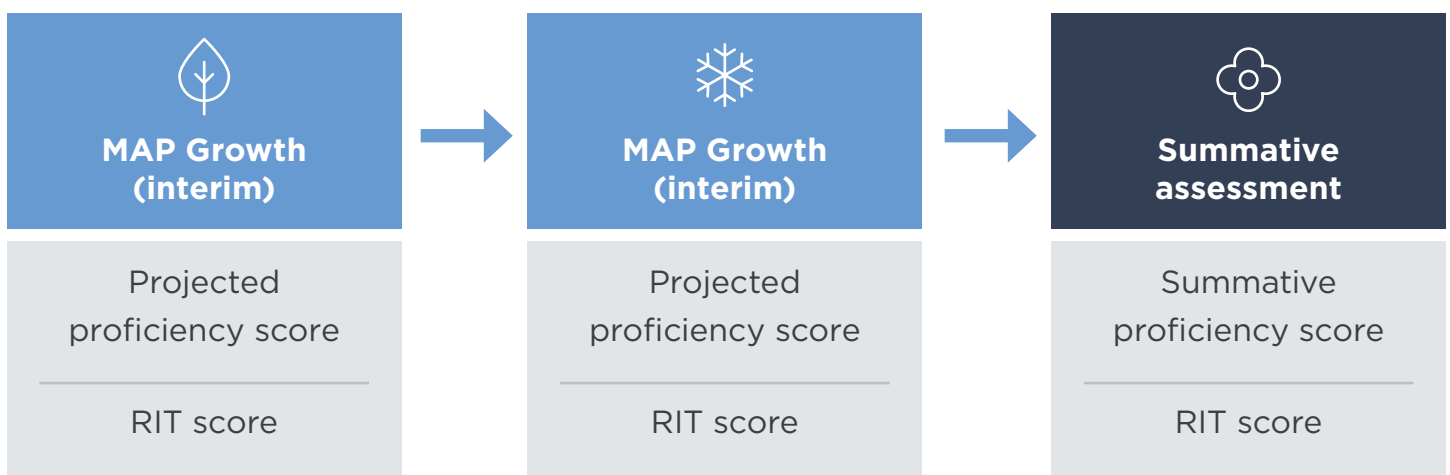 MAP Growth
(interim)
MAP Growth
(interim)
Summative
assessment
Projected
proficiency score
RIT score
Projected
proficiency score
RIT score
Summative
proficiency score
RIT score